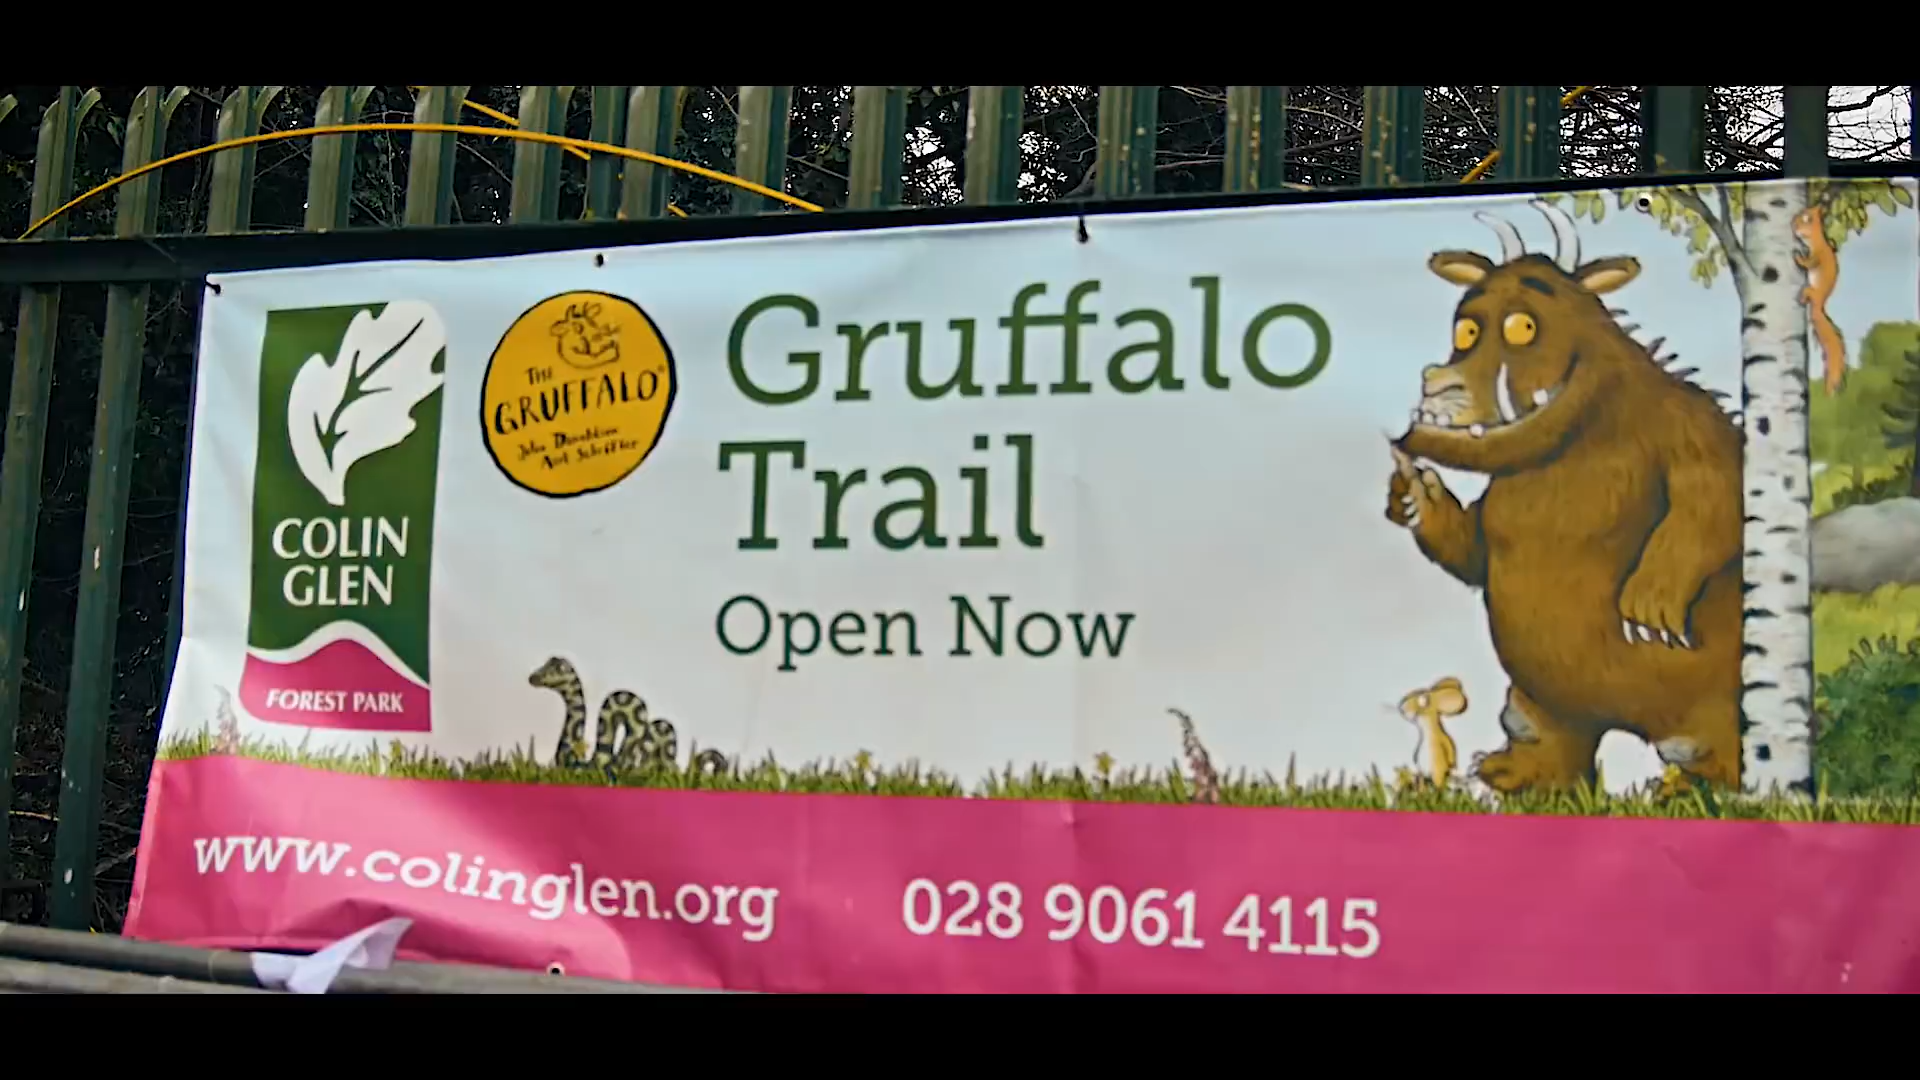 COLIN
GLEN
FOREST PARK
THE
GRUFFALO
Julia Donaldson
Axel Scheffler
Gruffalo
Trail
Open Now
www.colinglen.org
028 9061 4115